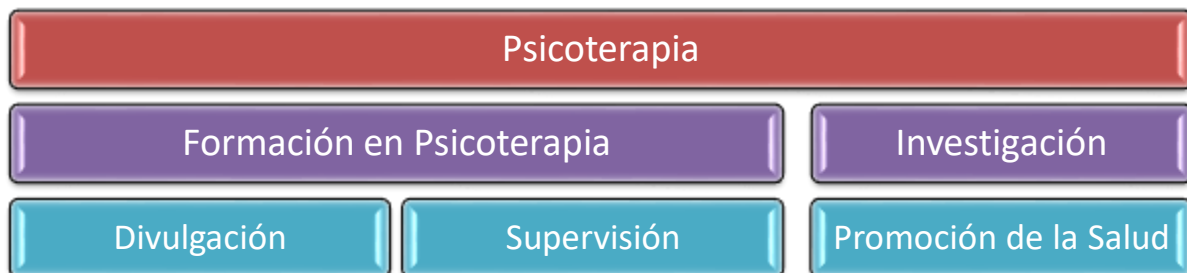 Psicoterapia
Formación en Psicoterapia
Investigación
Divulgación
Supervisión
Promoción de la Salud